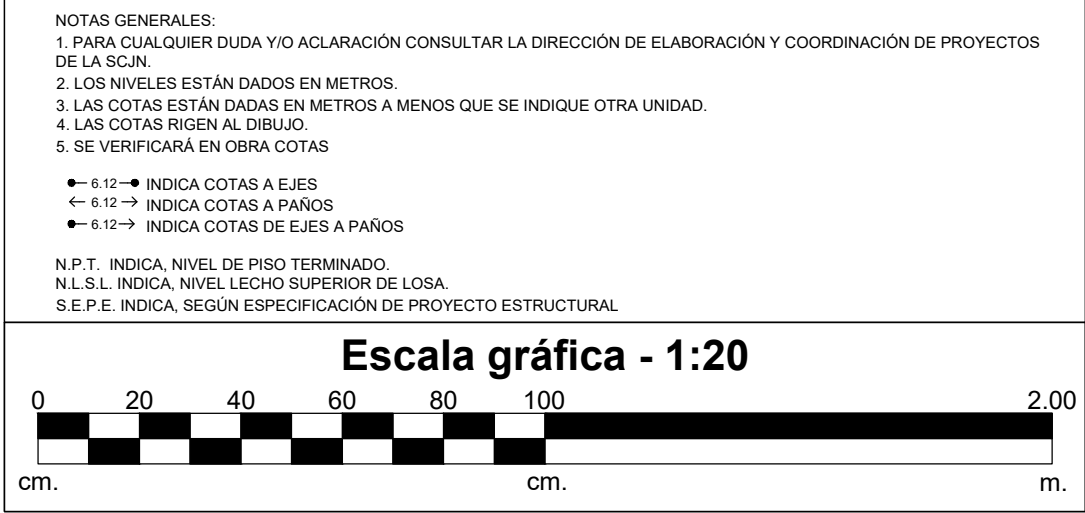 NOTAS GENERALES:
1. PARA CUALQUIER DUDA Y/O ACLARACIÓN CONSULTAR LA DIRECCIÓN DE ELABORACIÓN Y COORDINACIÓN DE PROYECTOS
DE LA SCJN.
2. LOS NIVELES ESTÁN DADOS EN METROS.
3. LAS COTAS ESTÁN DADAS EN METROS A MENOS QUE SE INDIQUE OTRA UNIDAD.
4. LAS COTAS RIGEN AL DIBUJO.
5. SE VERIFICARÁ EN OBRA COTAS
6.12 INDICA COTAS A EJES
6.12 INDICA COTAS A PAÑOS
6.12 INDICA COTAS DE EJES A PAÑOS
N.P.T. INDICA, NIVEL DE PISO TERMINADO.
N.L.S.L. INDICA, NIVEL LECHO SUPERIOR DE LOSA.
S.E.P.E. INDICA, SEGÚN ESPECIFICACIÓN DE PROYECTO ESTRUCTURAL
Escala gráfica - 1:20
0 20 40 60 80 100 2.00
cm. cm. m.